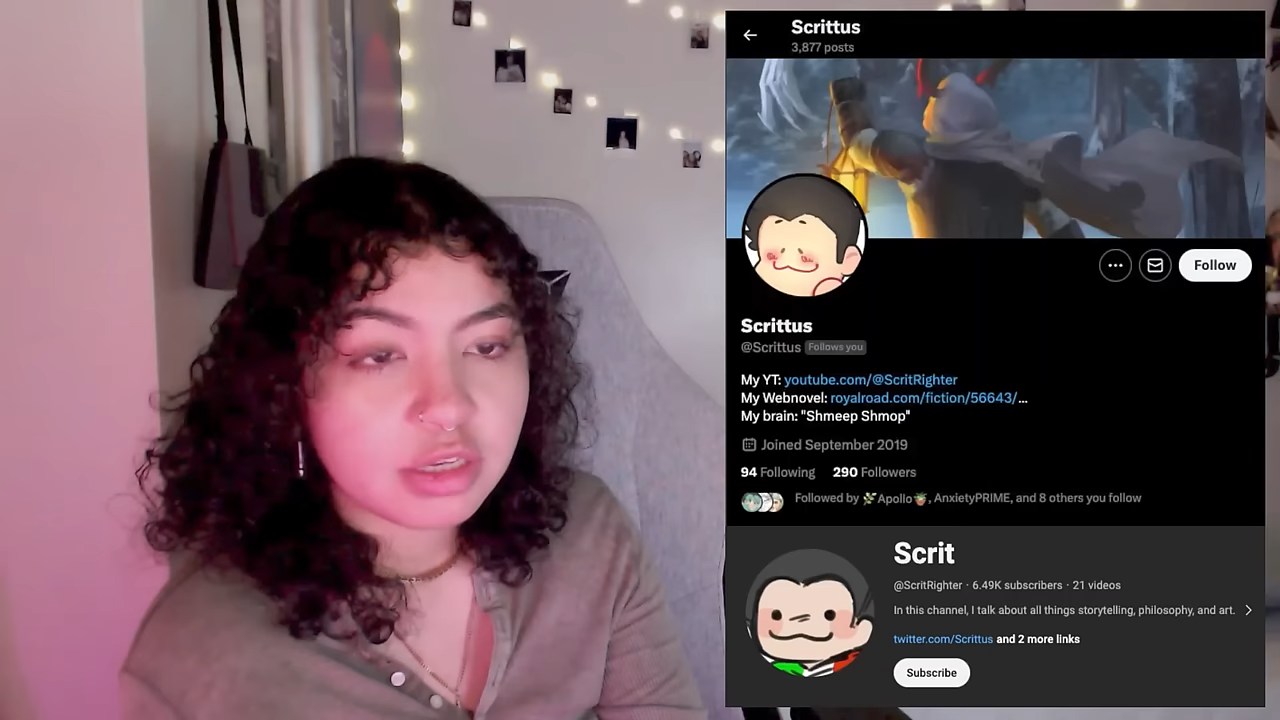 Scrittus
3,877 posts
Follow
Scrittus
@Scrittus Follows you
My YT: youtube.com/@ScritRighter
My Webnovel: royalroad.com/fiction/56643/...
My brain: "Shmeep Shmop"
Joined September 2019
94 Following 290 Followers
Followed by 🌿Apollo🪴, AnxietyPRIME, and 8 others you follow
Scrit
@ScritRighter · 6.49K subscribers · 21 videos
In this channel, I talk about all things storytelling, philosophy, and art.
twitter.com/Scrittus and 2 more links
Subscribe